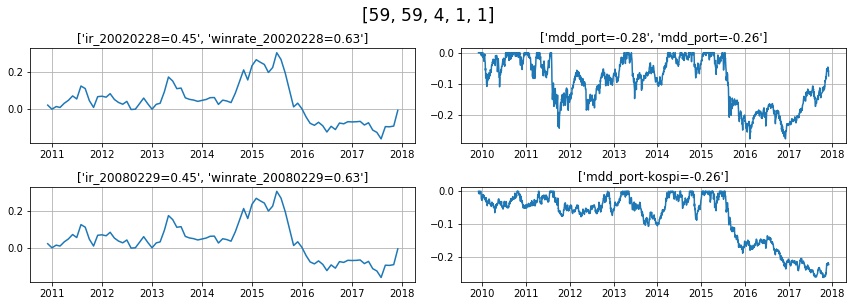 [59, 59, 4, 1, 1]
['ir_20020228=0.45', 'winrate_20020228=0.63']
0.2
0.0
2011 2012 2013 2014 2015 2016 2017 2018
['mdd_port=-0.28', 'mdd_port=-0.26']
0.0
−0.1
−0.2
2010 2011 2012 2013 2014 2015 2016 2017 2018
['ir_20080229=0.45', 'winrate_20080229=0.63']
0.2
0.0
2011 2012 2013 2014 2015 2016 2017 2018
['mdd_port-kospi=-0.26']
0.0
−0.1
−0.2
2010 2011 2012 2013 2014 2015 2016 2017 2018